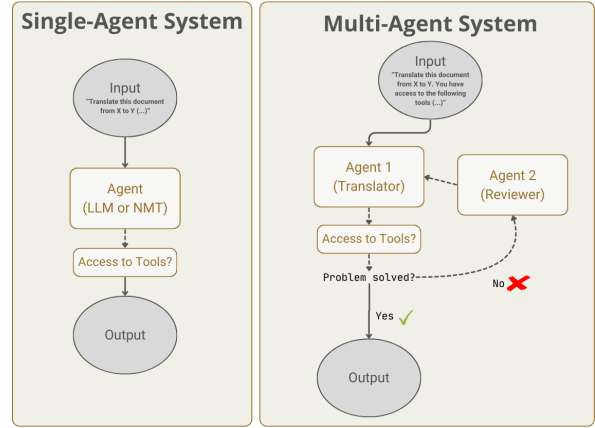 Single-Agent System
Input
"Translate this document
from X to Y (...)"
Agent
(LLM or NMT)
Access to Tools?
Output
Multi-Agent System
Input
"Translate this document
from X to Y. You have
access to the following
tools (...)"
Agent 1
(Translator)
Agent 2
(Reviewer)
Access to Tools?
Problem solved?
No
Yes
Output